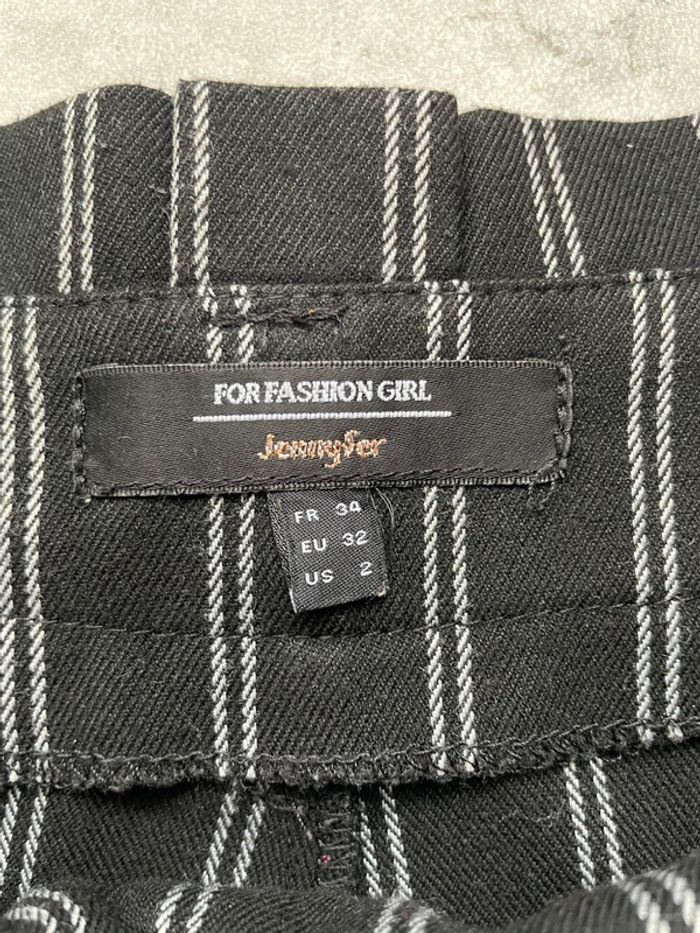 FOR FASHION GIRL
Jennyfer
FR 34
EU 32
US 2